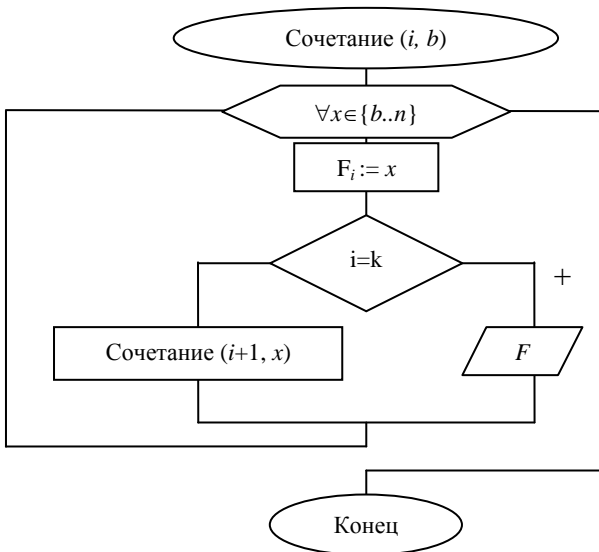 Сочетание (i, b)
∀x∈{b..n}
Fᵢ := x
i=k
+
Сочетание (i+1, x)
F
Конец